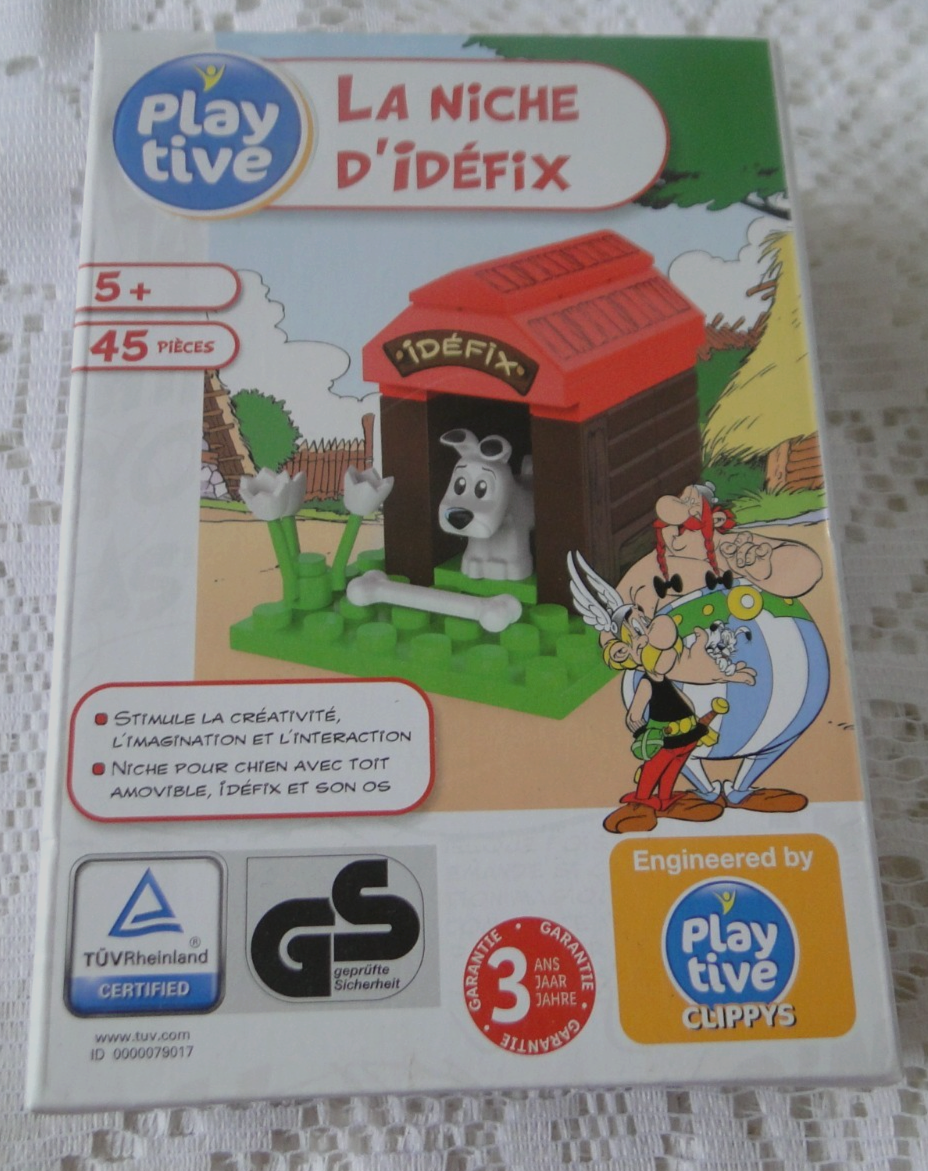 Play
tive
LA NiCHE
D'iDÉFiX
5+
45 PIÈCES
iDÉFiX
STIMULE LA CRÉATIVITÉ,
L'IMAGINATION ET L'INTERACTION
NICHE POUR CHIEN AVEC TOIT
AMOVIBLE, IDÉFIX ET SON OS
TÜVRheinland®
CERTIFIED
www.tuv.com
ID 0000079017
GS
geprüfte
Sicherheit
GARANTIE • GARANTIE • GARANTIE •
3 ANS
JAAR
JAHRE
Engineered by
Play
tive
CLIPPYS